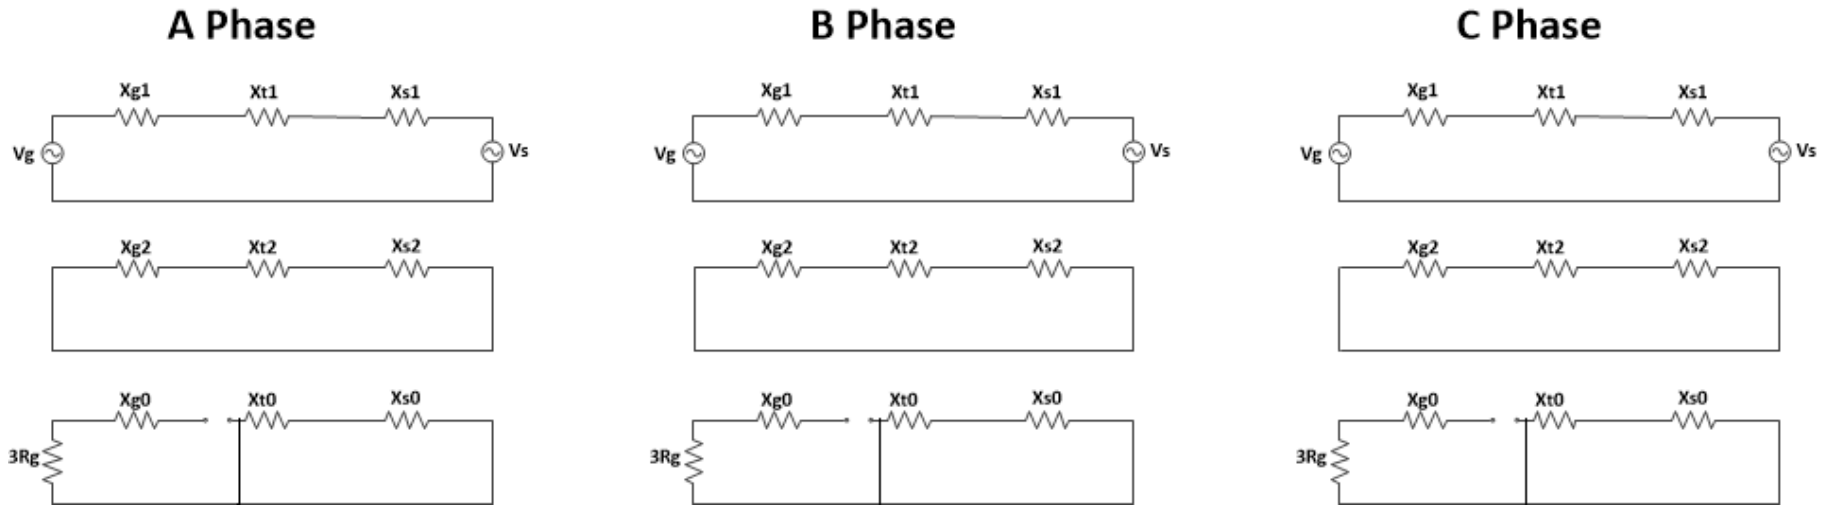 A Phase B Phase C Phase
Xg1 Xt1 Xs1 Xg1 Xt1 Xs1 Xg1 Xt1 Xs1
Vg Vs Vg Vs Vg Vs
Xg2 Xt2 Xs2 Xg2 Xt2 Xs2 Xg2 Xt2 Xs2
Xg0 Xt0 Xs0 Xg0 Xt0 Xs0 Xg0 Xt0 Xs0
3Rg 3Rg 3Rg